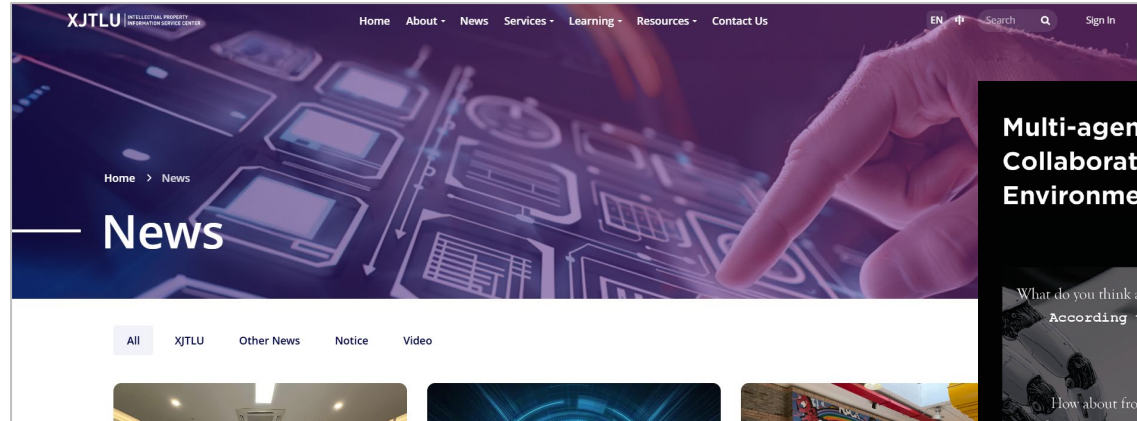 XJTLU INTELLECTUAL PROPERTY
INFORMATION SERVICE CENTER
Home About News Services Learning Resources Contact Us
EN 中 Search Sign In
Home > News
News
All XJTLU Other News Notice Video
Multi-agen
Collaborat
Environme
What do you think a
According
How about fro